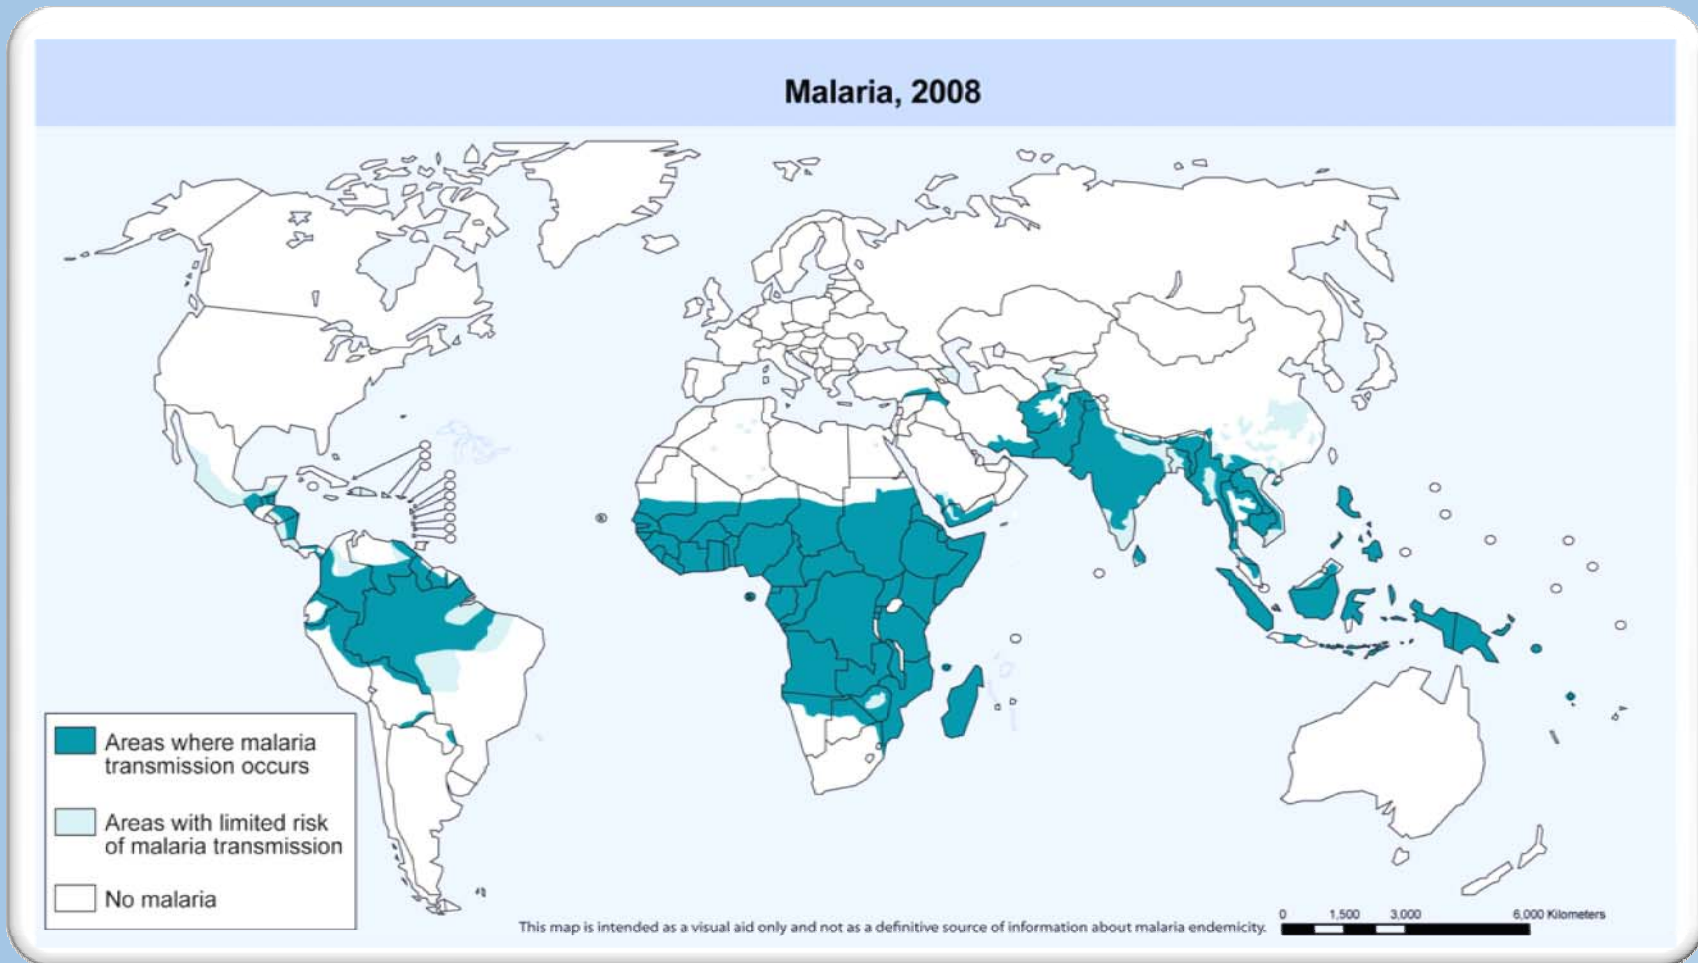 Malaria, 2008
Areas where malaria
transmission occurs
Areas with limited risk
of malaria transmission
No malaria
This map is intended as a visual aid only and not as a definitive source of information about malaria endemicity.
0 1,500 3,000 6,000 Kilometers